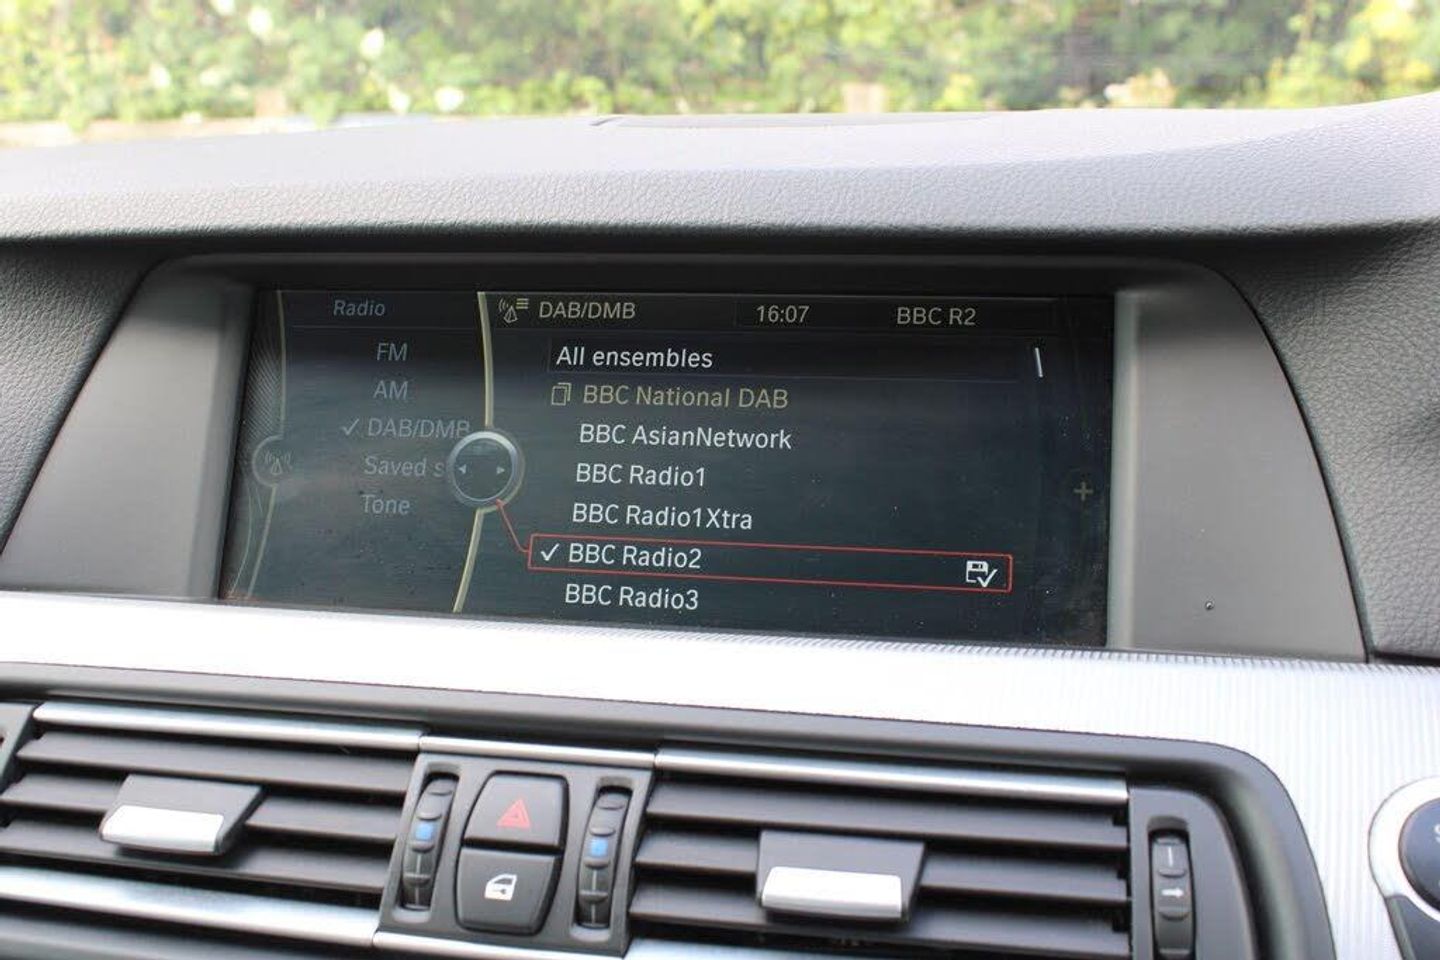 Radio
FM
AM
✓ DAB/DMB
Saved s
Tone
DAB/DMB 16:07 BBC R2
All ensembles
BBC National DAB
BBC AsianNetwork
BBC Radio1
BBC Radio1Xtra
✓ BBC Radio2
BBC Radio3